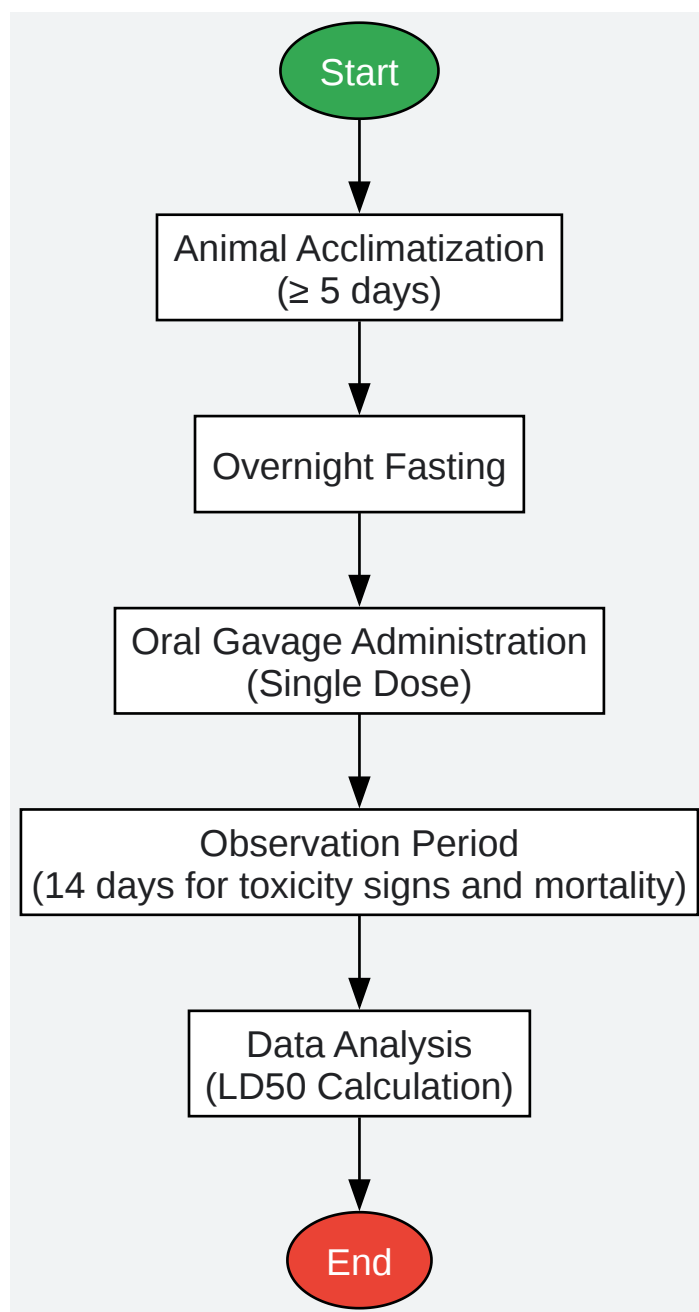 Start
Animal Acclimatization
(≥ 5 days)
Overnight Fasting
Oral Gavage Administration
(Single Dose)
Observation Period
(14 days for toxicity signs and mortality)
Data Analysis
(LD50 Calculation)
End